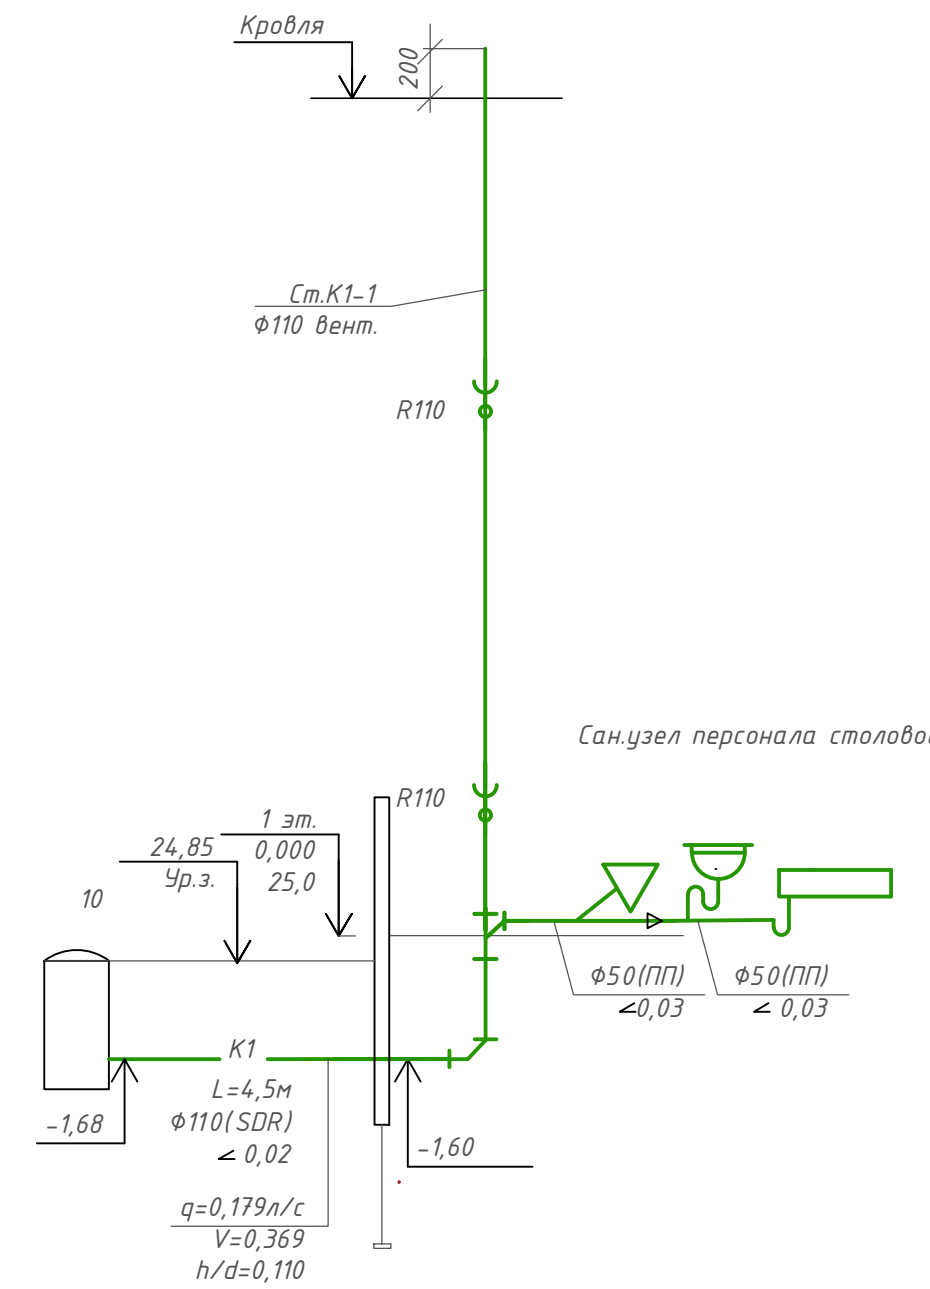 Кровля
200
Ст.К1-1
Ф110 вент.
R110
Сан.узел персонала столово
R110
1 эт.
0,000
25,0
24,85
Ур.з.
10
Ф50(ПП)
0,03
Ф50(ПП)
0,03
К1
L=4,5м
Ф110(SDR)
0,02
-1,68
-1,60
q=0,179л/с
V=0,369
h/d=0,110